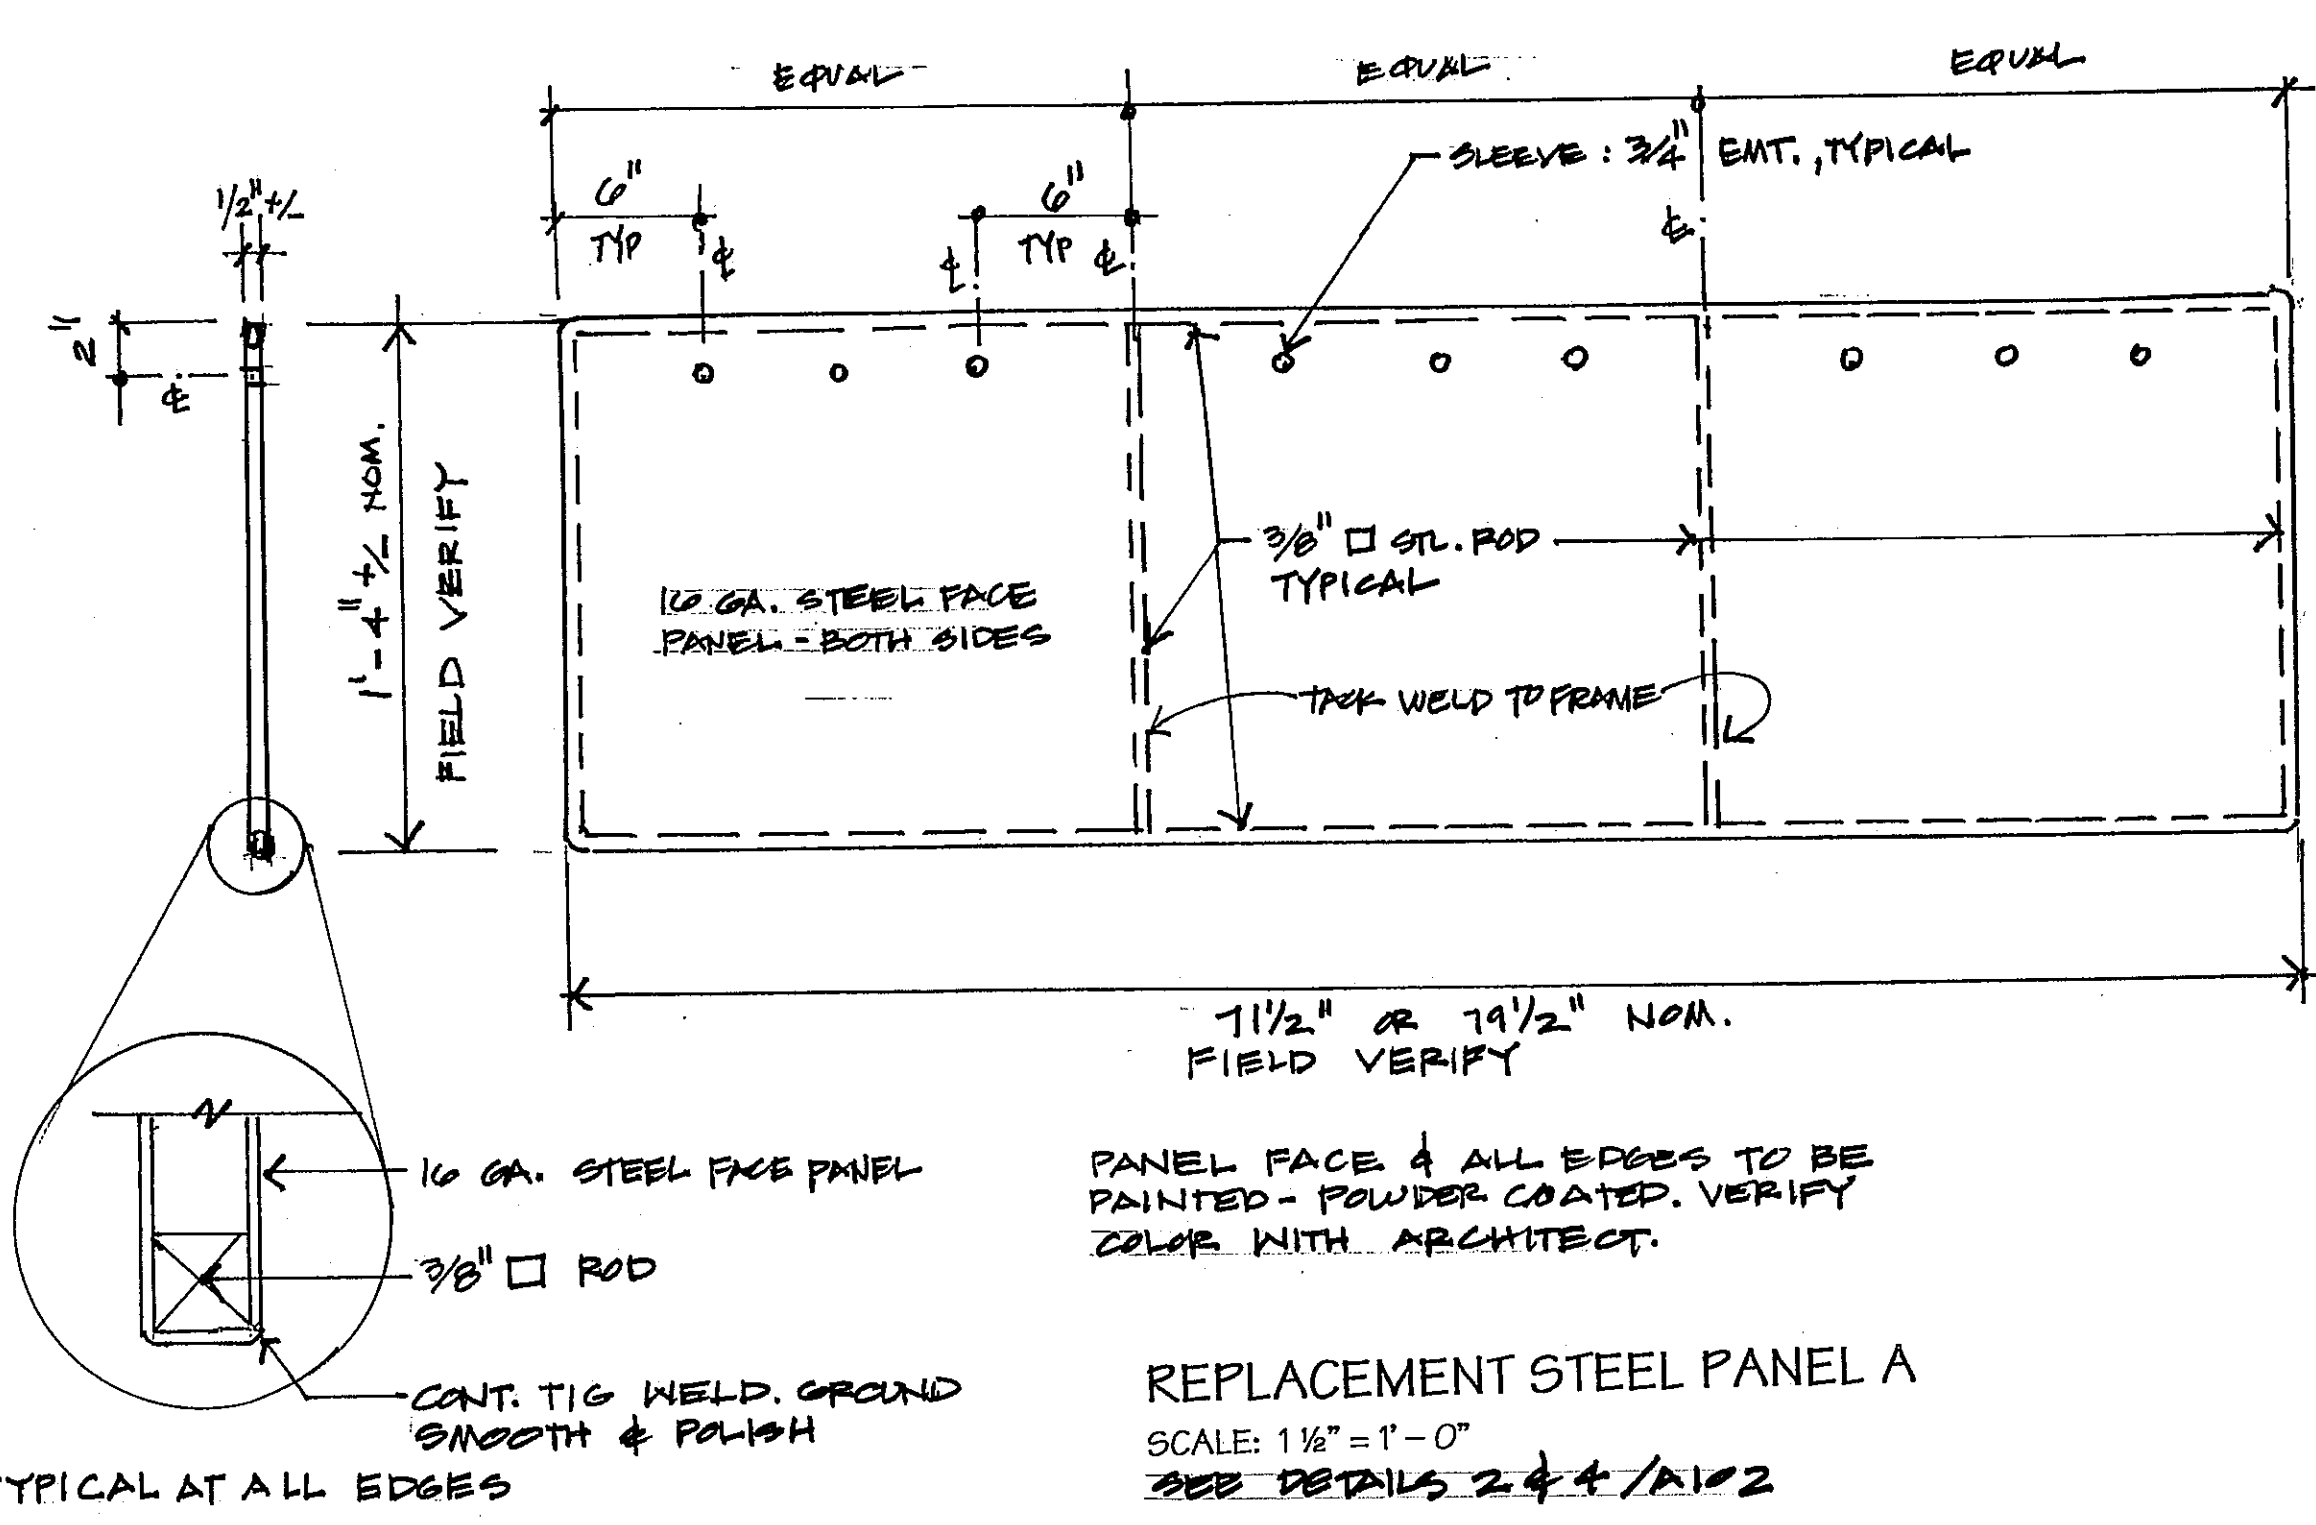 EQUAL
EQUAL
EQUAL
SLEEVE: 3/4" EMT., TYPICAL
1/2" +/-
6"
TYP
℄
℄
6"
TYP
℄
℄
2"
℄
1'-4" +/- NOM.
FIELD VERIFY
3/8" □ STL. ROD
TYPICAL
16 GA. STEEL FACE
PANEL - BOTH SIDES
TACK WELD TO FRAME
71 1/2" OR 79 1/2" NOM.
FIELD VERIFY
16 GA. STEEL FACE PANEL
3/8" □ ROD
CONT. TIG WELD. GROUND
SMOOTH & POLISH
TYPICAL AT ALL EDGES
PANEL FACE & ALL EDGES TO BE
PAINTED - POWDER COATED. VERIFY
COLOR WITH ARCHITECT.
REPLACEMENT STEEL PANEL A
SCALE: 1 ½” = 1’ – 0”
SEE DETAILS 2 & 4 /A102